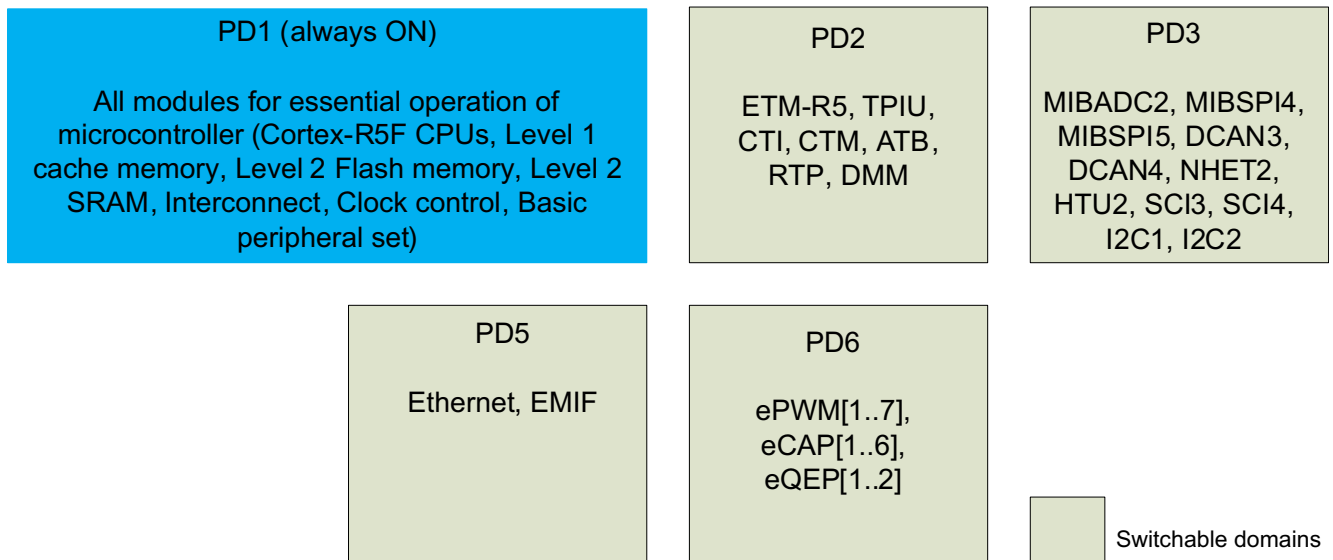 PD1 (always ON)
All modules for essential operation of
microcontroller (Cortex-R5F CPUs, Level 1
cache memory, Level 2 Flash memory, Level 2
SRAM, Interconnect, Clock control, Basic
peripheral set)
PD2
ETM-R5, TPIU,
CTI, CTM, ATB,
RTP, DMM
PD3
MIBADC2, MIBSPI4,
MIBSPI5, DCAN3,
DCAN4, NHET2,
HTU2, SCI3, SCI4,
I2C1, I2C2
PD5
Ethernet, EMIF
PD6
ePWM[1..7],
eCAP[1..6],
eQEP[1..2]
Switchable domains